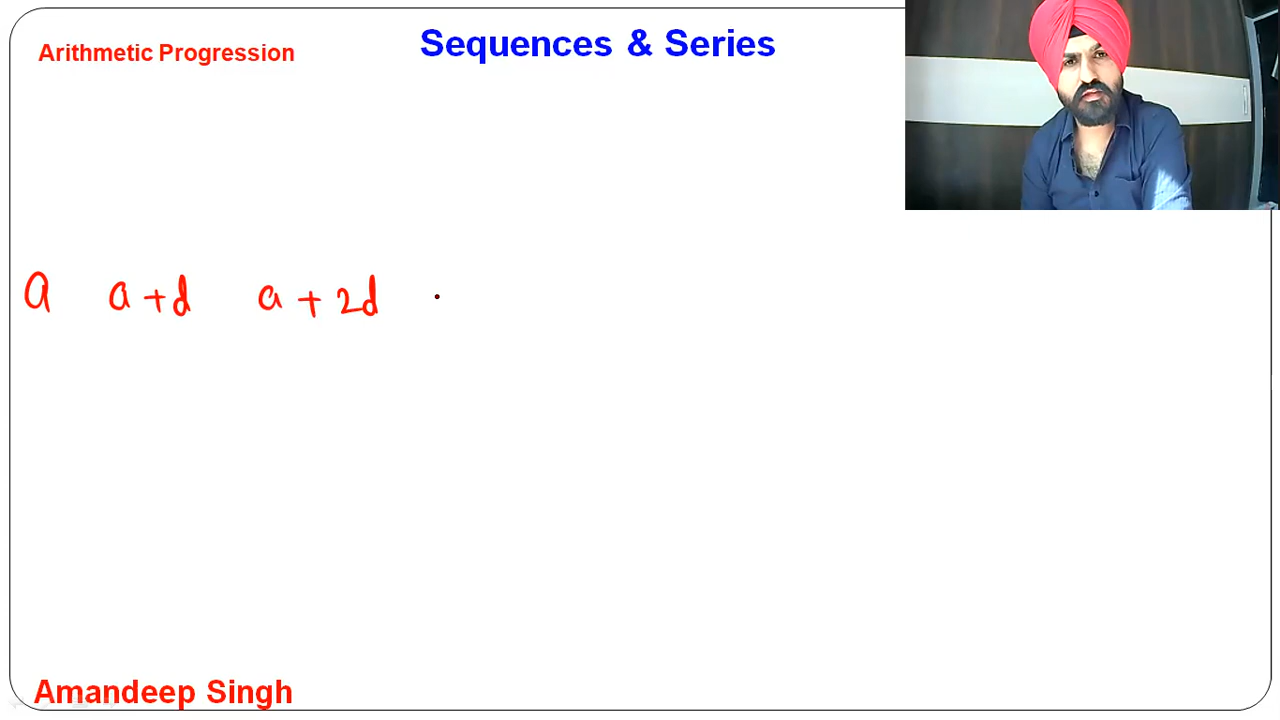 Sequences & Series
Arithmetic Progression
a a + d a + 2d
Amandeep Singh